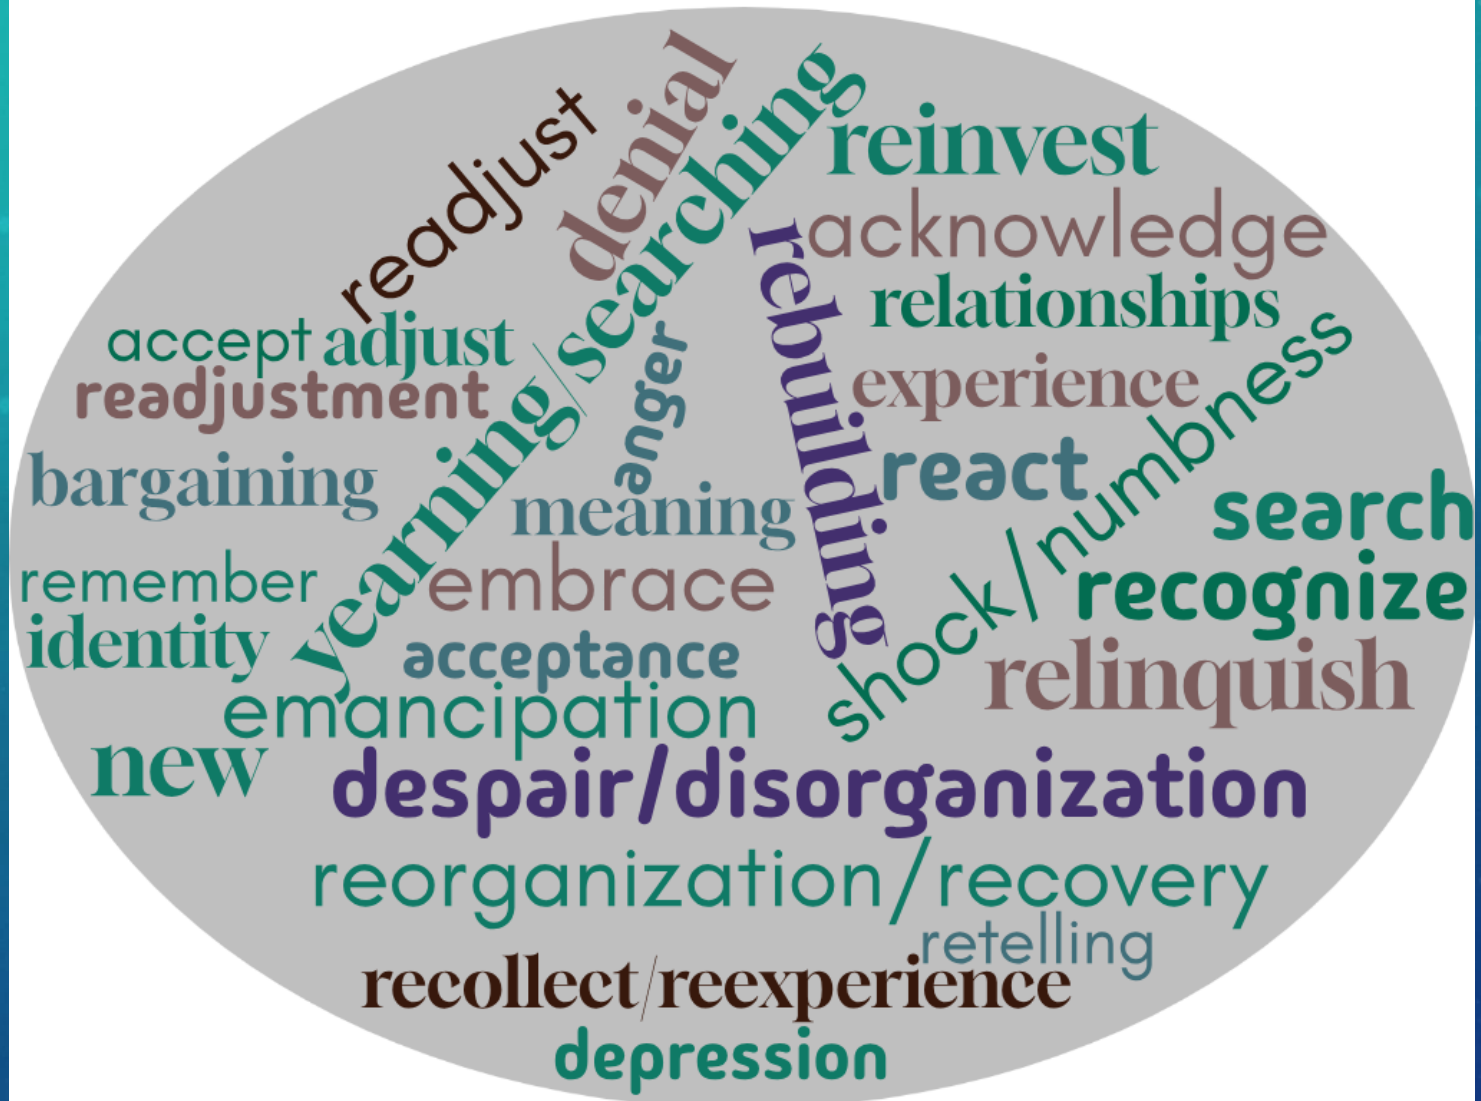 denial
yearning/searching
readjust
reinvest
acknowledge
rebuilding
relationships
accept
adjust
anger
shock/numbness
readjustment
experience
bargaining
react
meaning
search
remember
embrace
recognize
identity
acceptance
relinquish
emancipation
new
despair/disorganization
reorganization/recovery
retelling
recollect/reexperience
depression